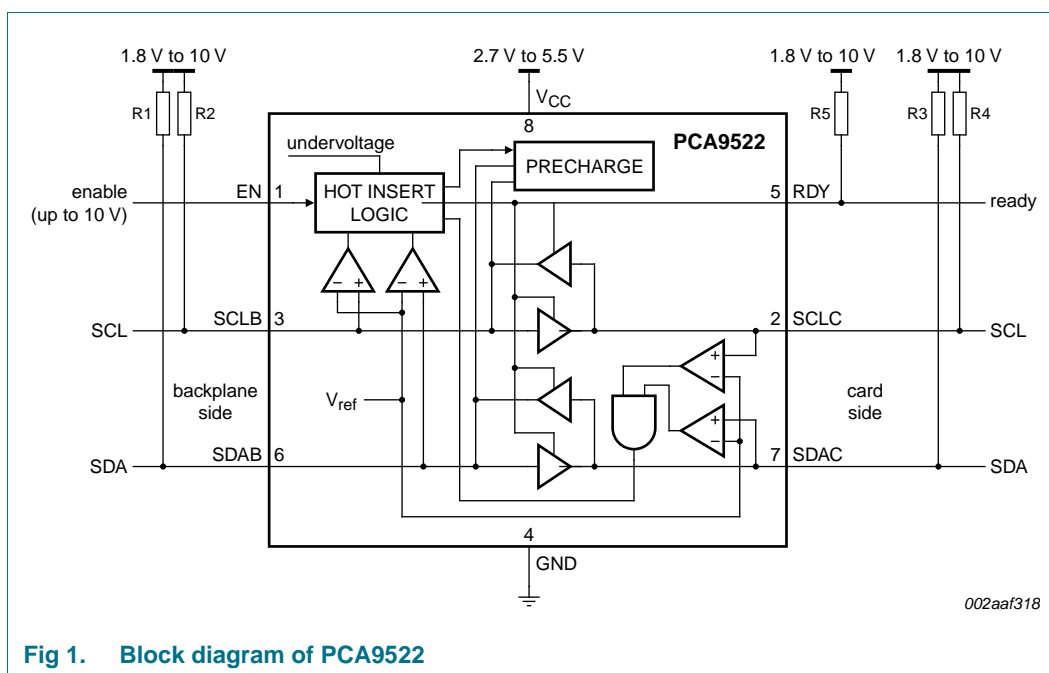 1.8 V to 10 V
2.7 V to 5.5 V
1.8 V to 10 V
1.8 V to 10 V
R1
R2
VCC
R5
R3
R4
8
PCA9522
undervoltage
PRECHARGE
enable
(up to 10 V)
EN
1
HOT INSERT
LOGIC
5
RDY
ready
− +
− +
SCL
SCLB
3
2
SCLC
SCL
+
−
backplane
side
Vref
card
side
+
−
SDA
SDAB
6
7
SDAC
SDA
4
GND
002aaf318
Fig 1. Block diagram of PCA9522